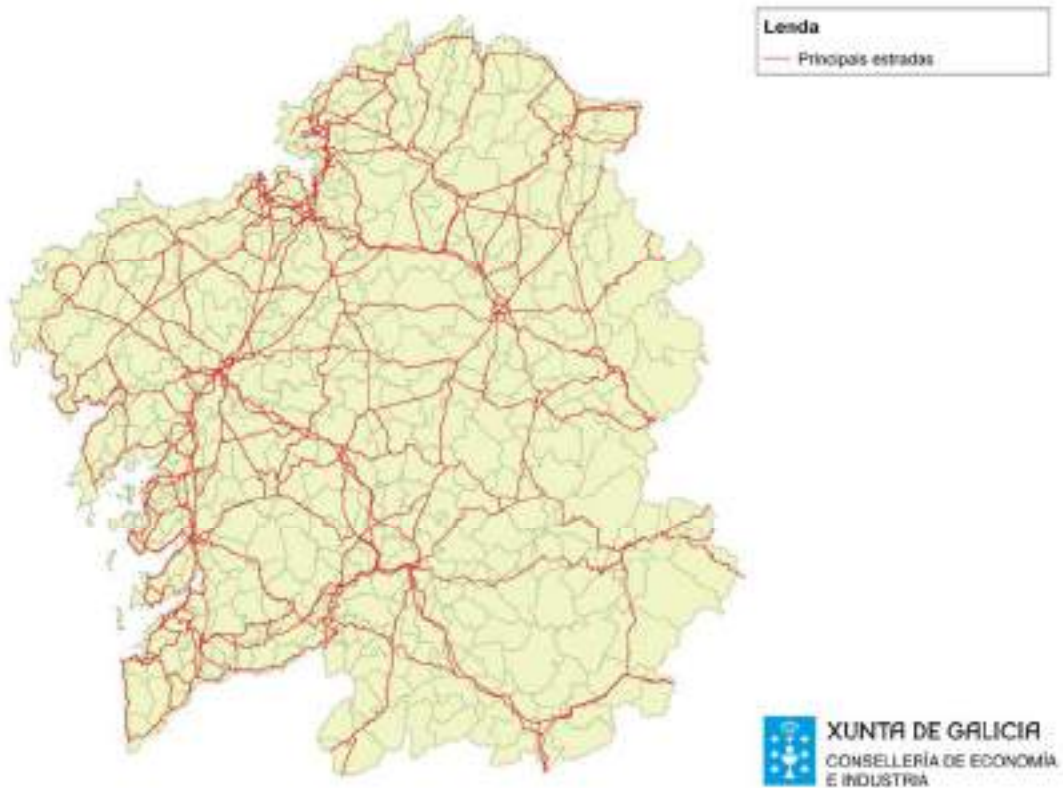 Lenda
Principais estradas
XUNTA DE GALICIA
CONSELLERÍA DE ECONOMÍA
E INDUSTRIA